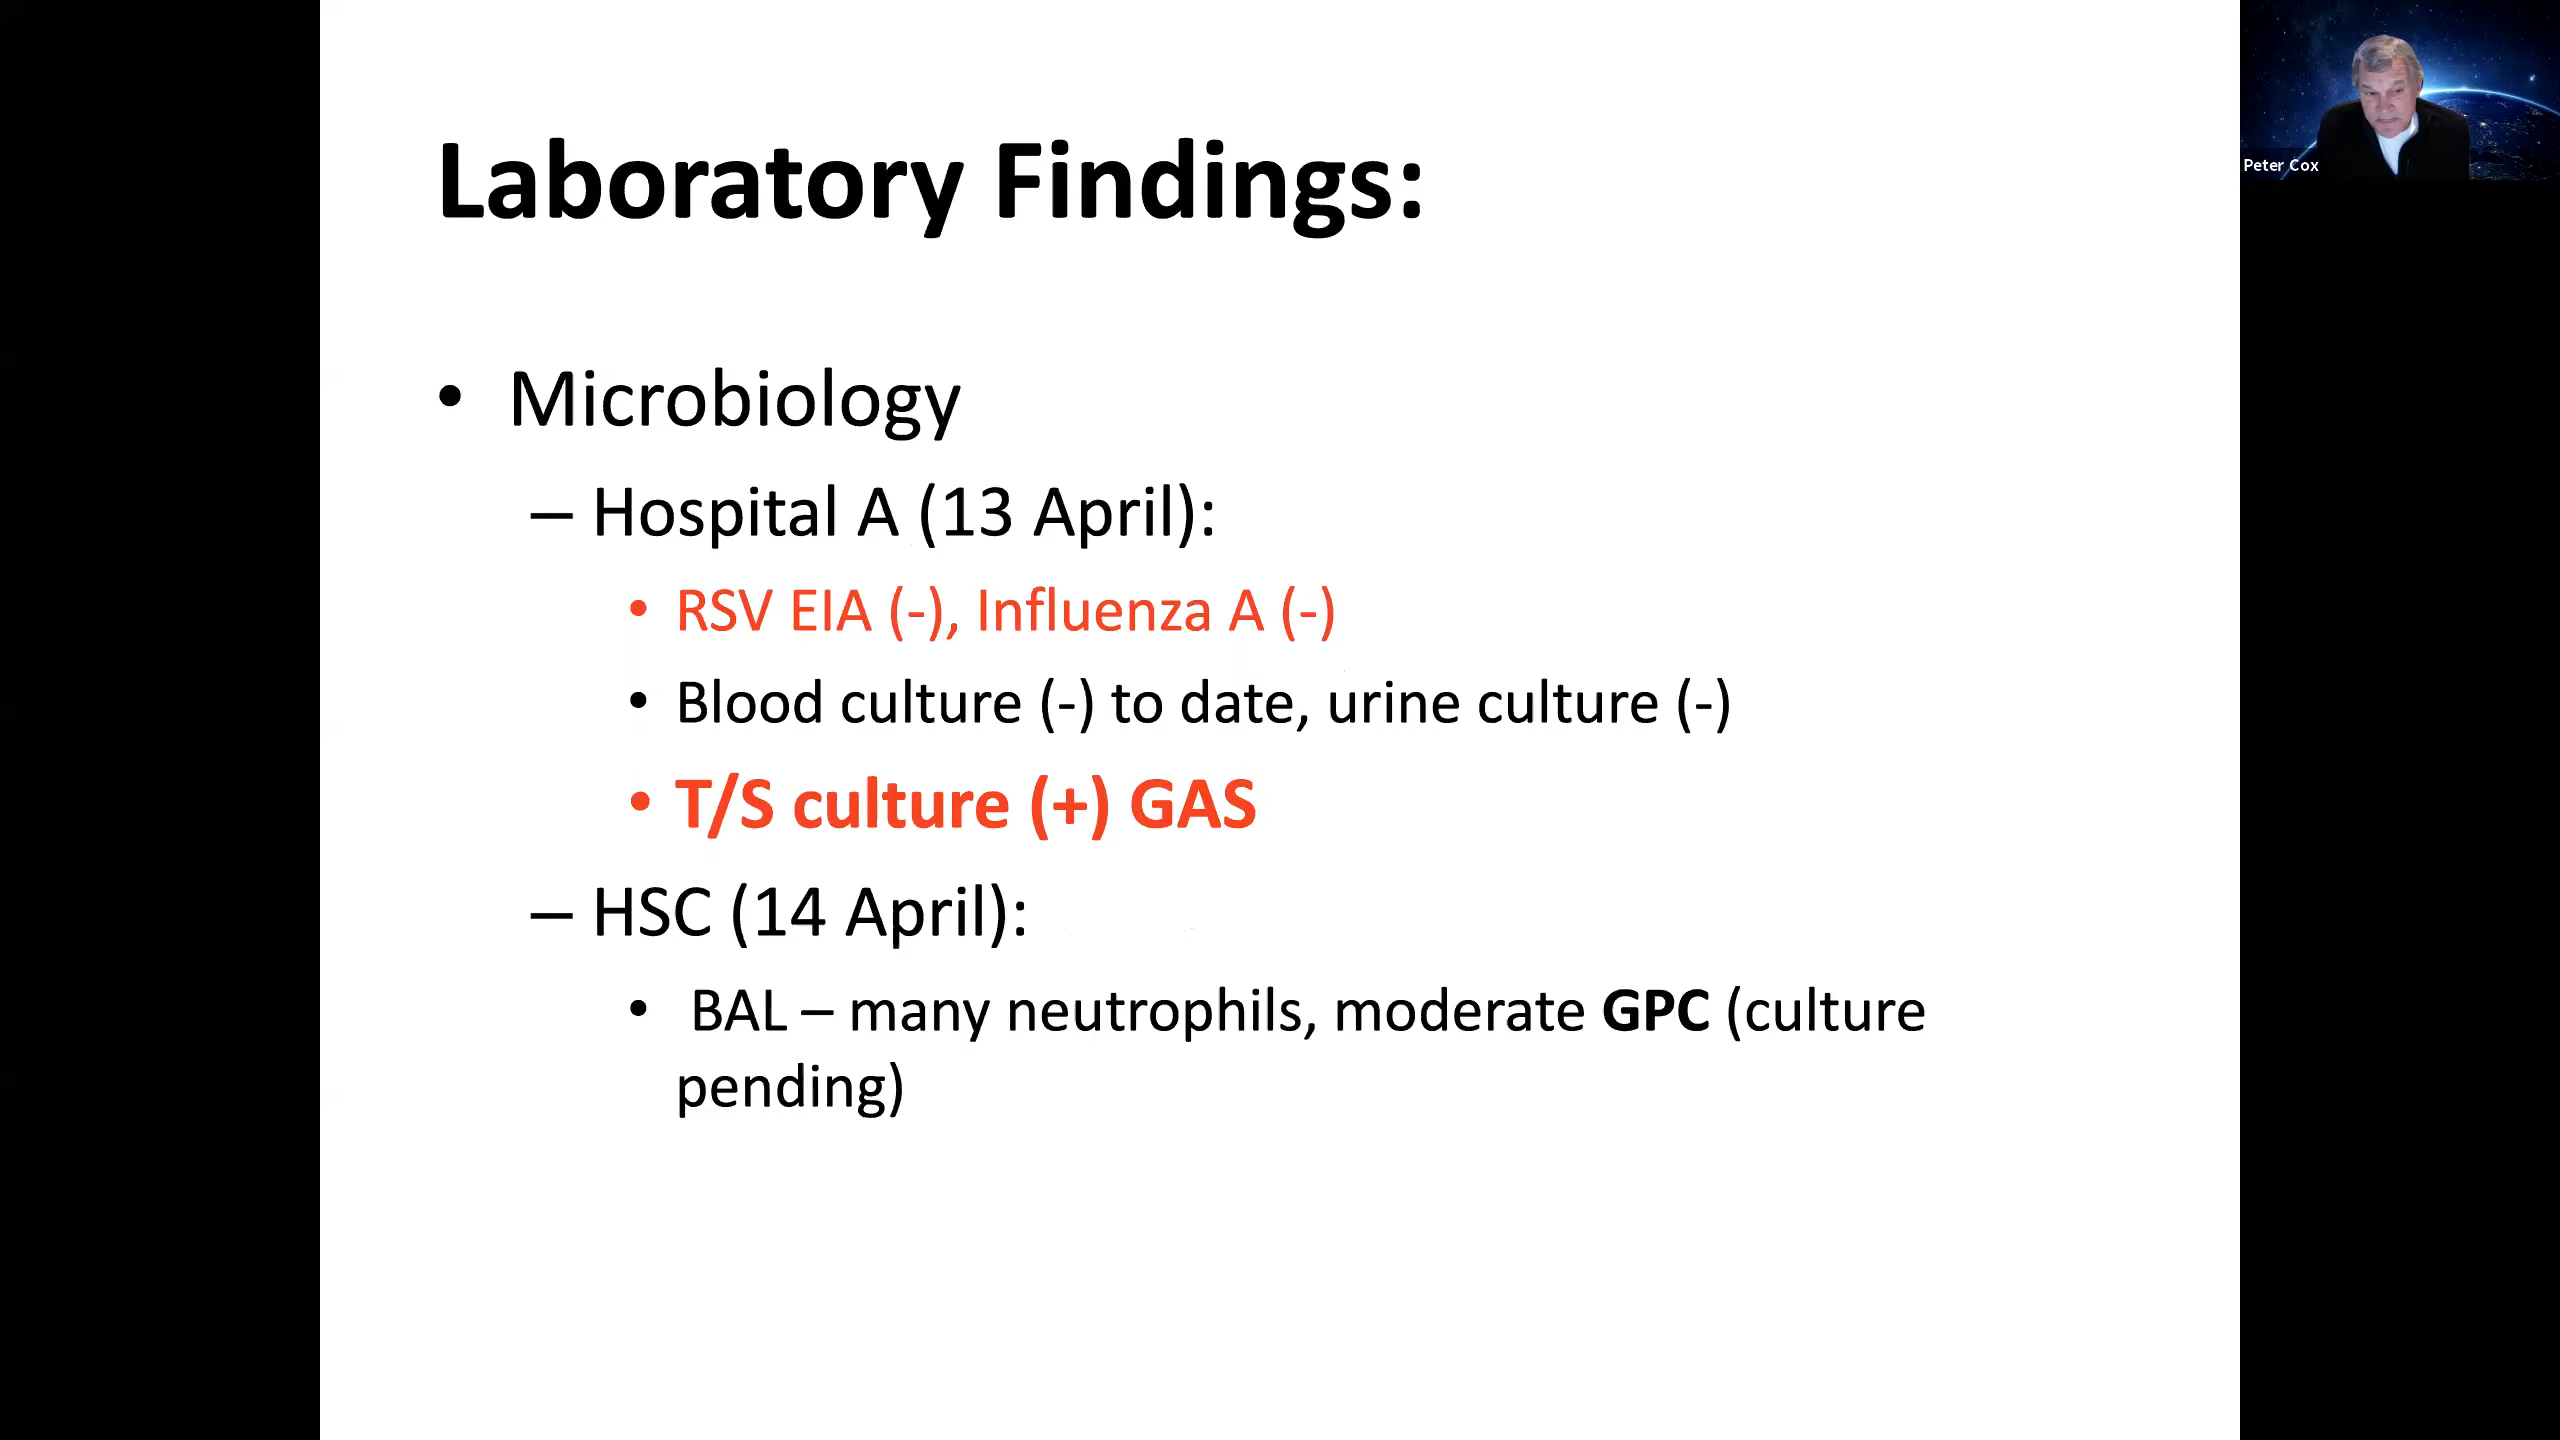 Laboratory Findings:
• Microbiology
– Hospital A (13 April):
• RSV EIA (-), Influenza A (-)
• Blood culture (-) to date, urine culture (-)
• T/S culture (+) GAS
– HSC (14 April):
• BAL – many neutrophils, moderate GPC (culture
pending)
Peter Cox